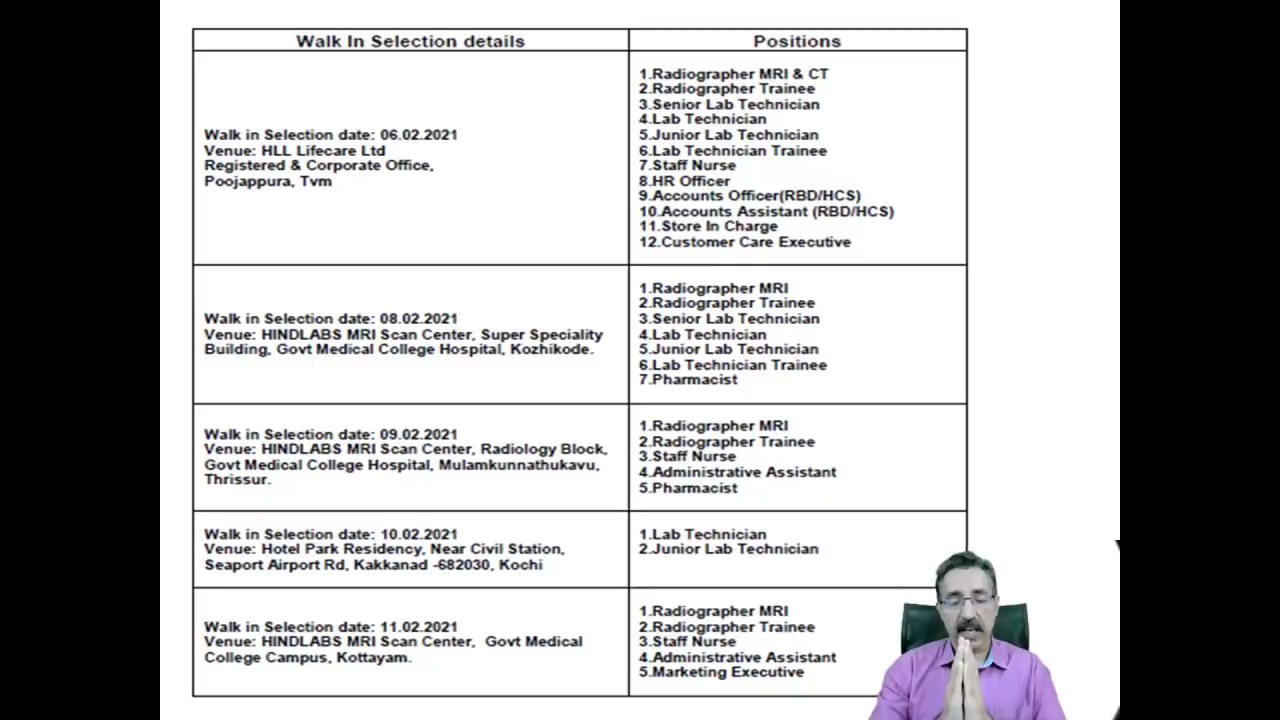 Walk In Selection details
Positions
Walk in Selection date: 06.02.2021
Venue: HLL Lifecare Ltd
Registered & Corporate Office,
Poojappura, Tvm
1.Radiographer MRI & CT
2.Radiographer Trainee
3.Senior Lab Technician
4.Lab Technician
5.Junior Lab Technician
6.Lab Technician Trainee
7.Staff Nurse
8.HR Officer
9.Accounts Officer(RBD/HCS)
10.Accounts Assistant (RBD/HCS)
11.Store In Charge
12.Customer Care Executive
Walk in Selection date: 08.02.2021
Venue: HINDLABS MRI Scan Center, Super Speciality
Building, Govt Medical College Hospital, Kozhikode.
1.Radiographer MRI
2.Radiographer Trainee
3.Senior Lab Technician
4.Lab Technician
5.Junior Lab Technician
6.Lab Technician Trainee
7.Pharmacist
Walk in Selection date: 09.02.2021
Venue: HINDLABS MRI Scan Center, Radiology Block,
Govt Medical College Hospital, Mulamkunnathukavu,
Thrissur.
1.Radiographer MRI
2.Radiographer Trainee
3.Staff Nurse
4.Administrative Assistant
5.Pharmacist
Walk in Selection date: 10.02.2021
Venue: Hotel Park Residency, Near Civil Station,
Seaport Airport Rd, Kakkanad -682030, Kochi
1.Lab Technician
2.Junior Lab Technician
Walk in Selection date: 11.02.2021
Venue: HINDLABS MRI Scan Center, Govt Medical
College Campus, Kottayam.
1.Radiographer MRI
2.Radiographer Trainee
3.Staff Nurse
4.Administrative Assistant
5.Marketing Executive